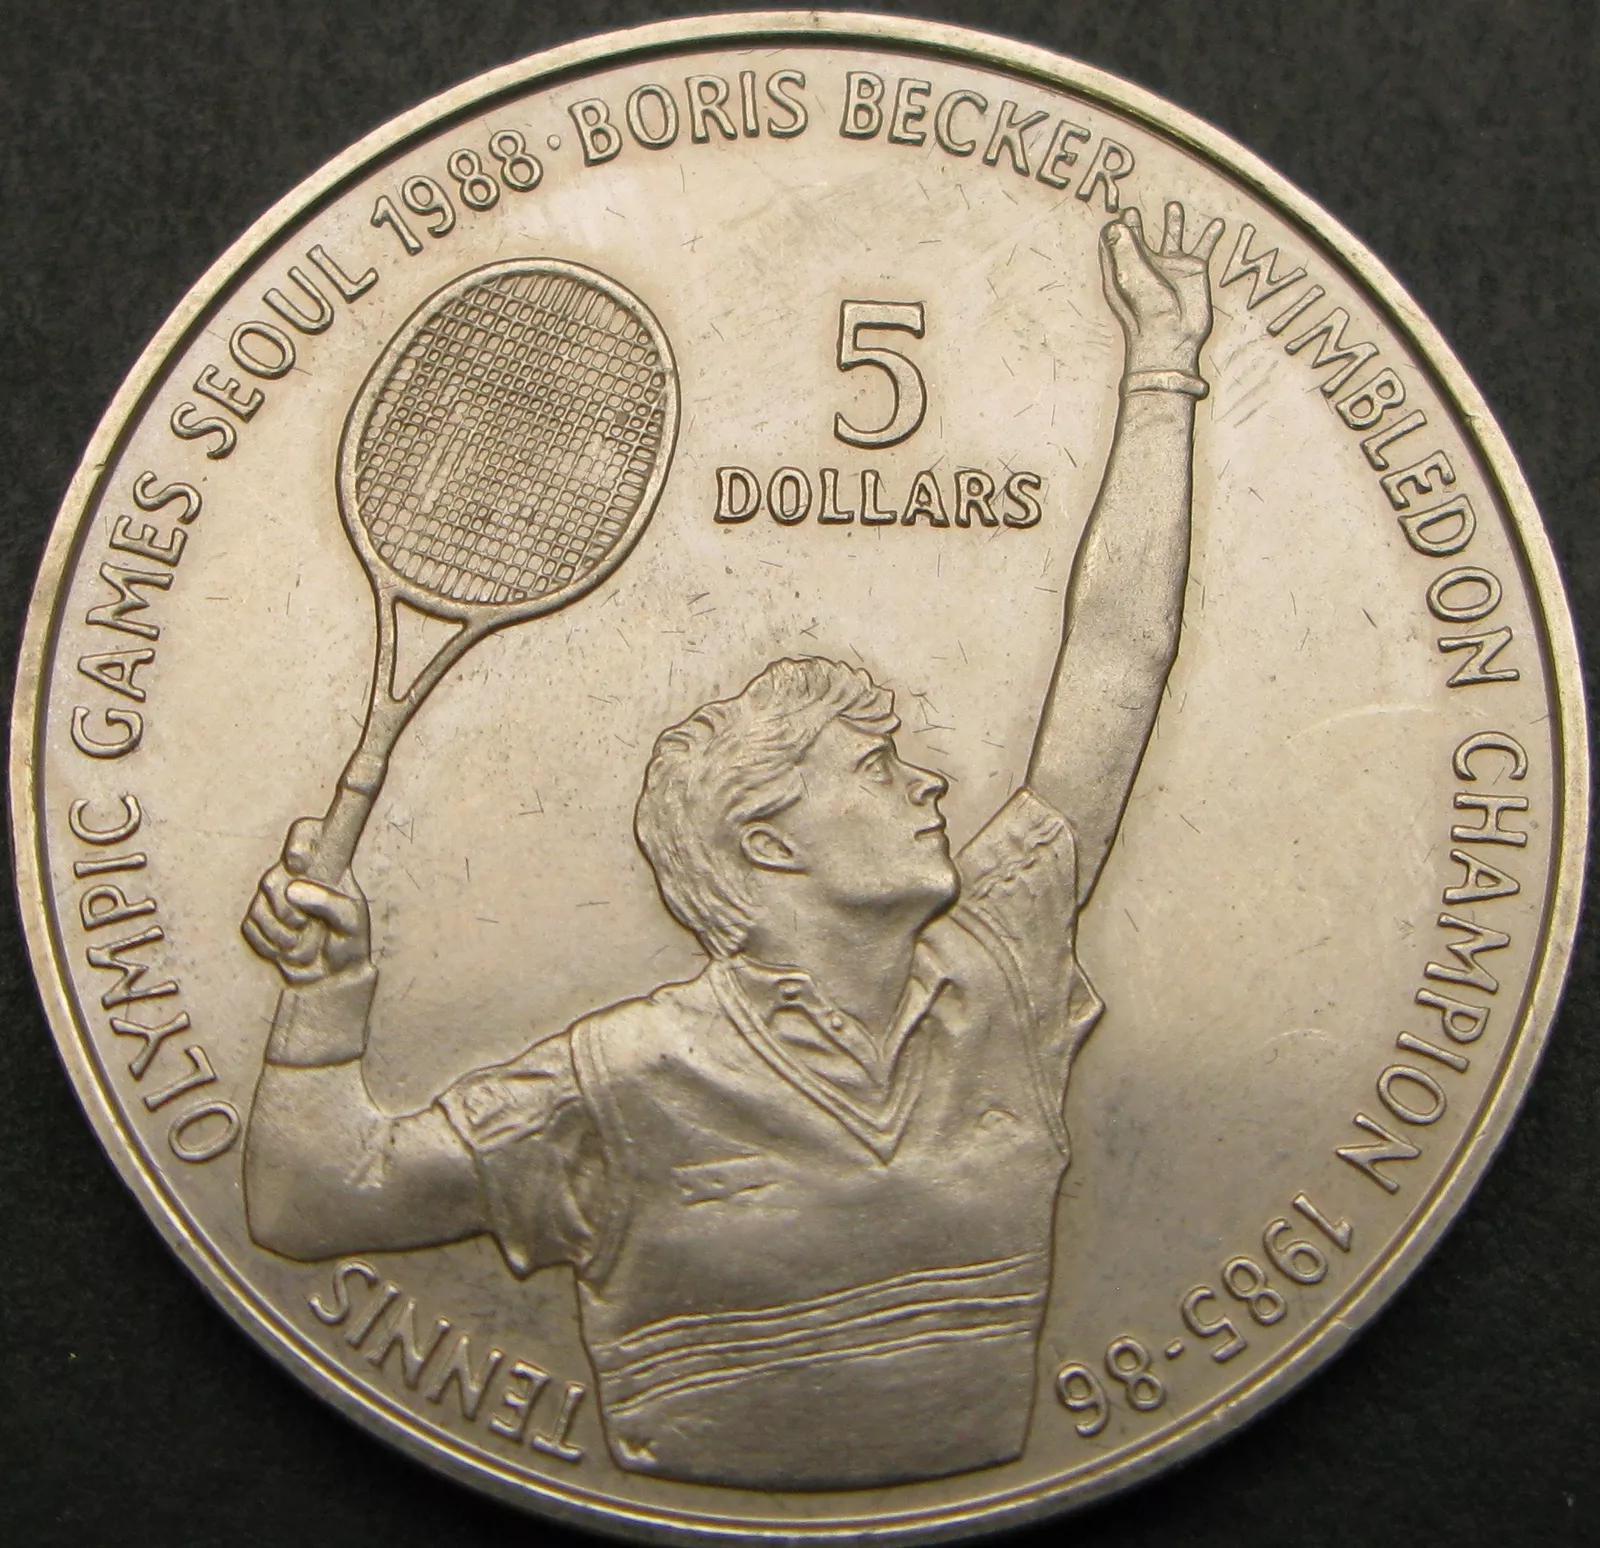 TENNIS OLYMPIC GAMES SEOUL 1988 · BORIS BECKER WIMBLEDON CHAMPION 1985-86
5
DOLLARS